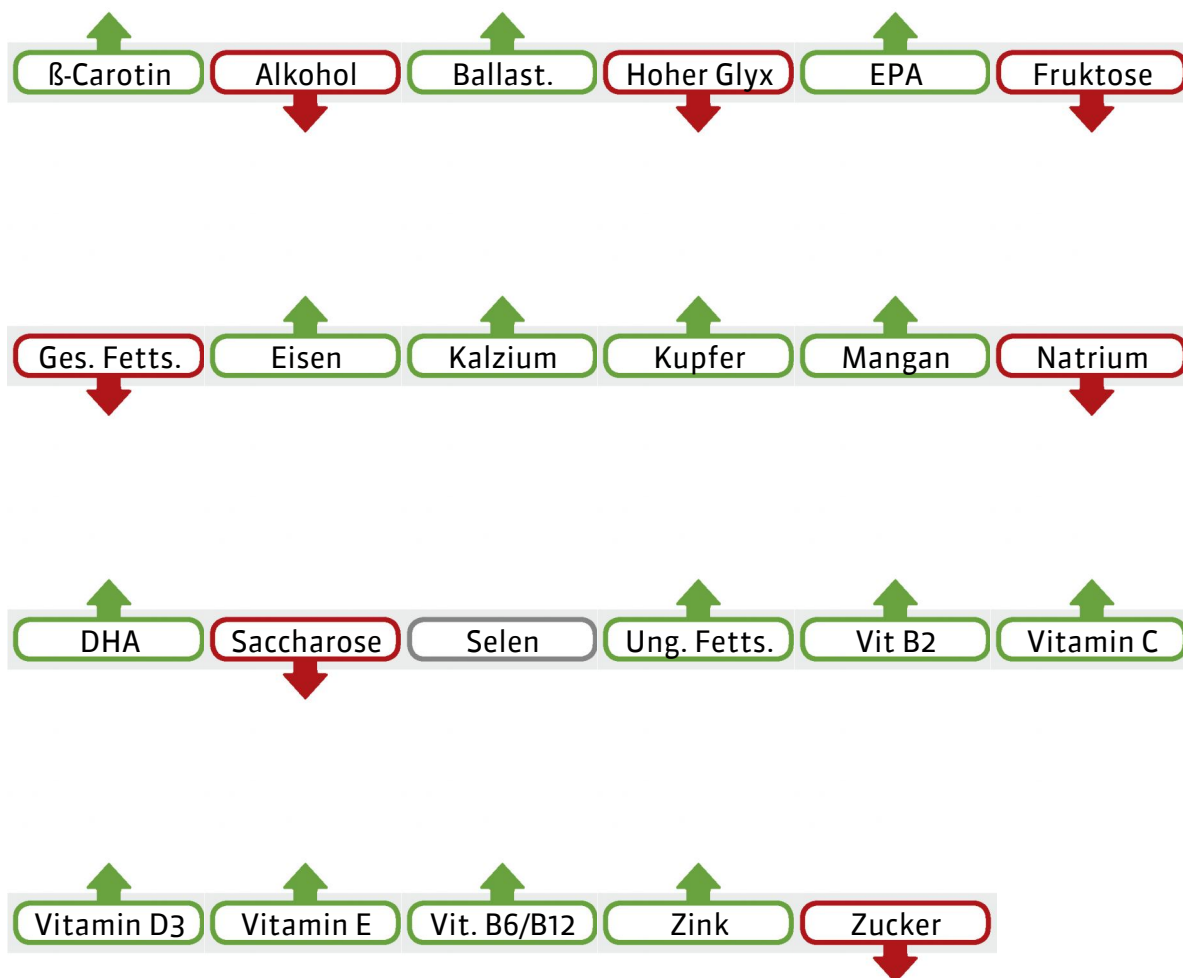 ß-Carotin Alkohol Ballast. Hoher Glyx EPA Fruktose
Ges. Fetts. Eisen Kalzium Kupfer Mangan Natrium
DHA Saccharose Selen Ung. Fetts. Vit B2 Vitamin C
Vitamin D3 Vitamin E Vit. B6/B12 Zink Zucker